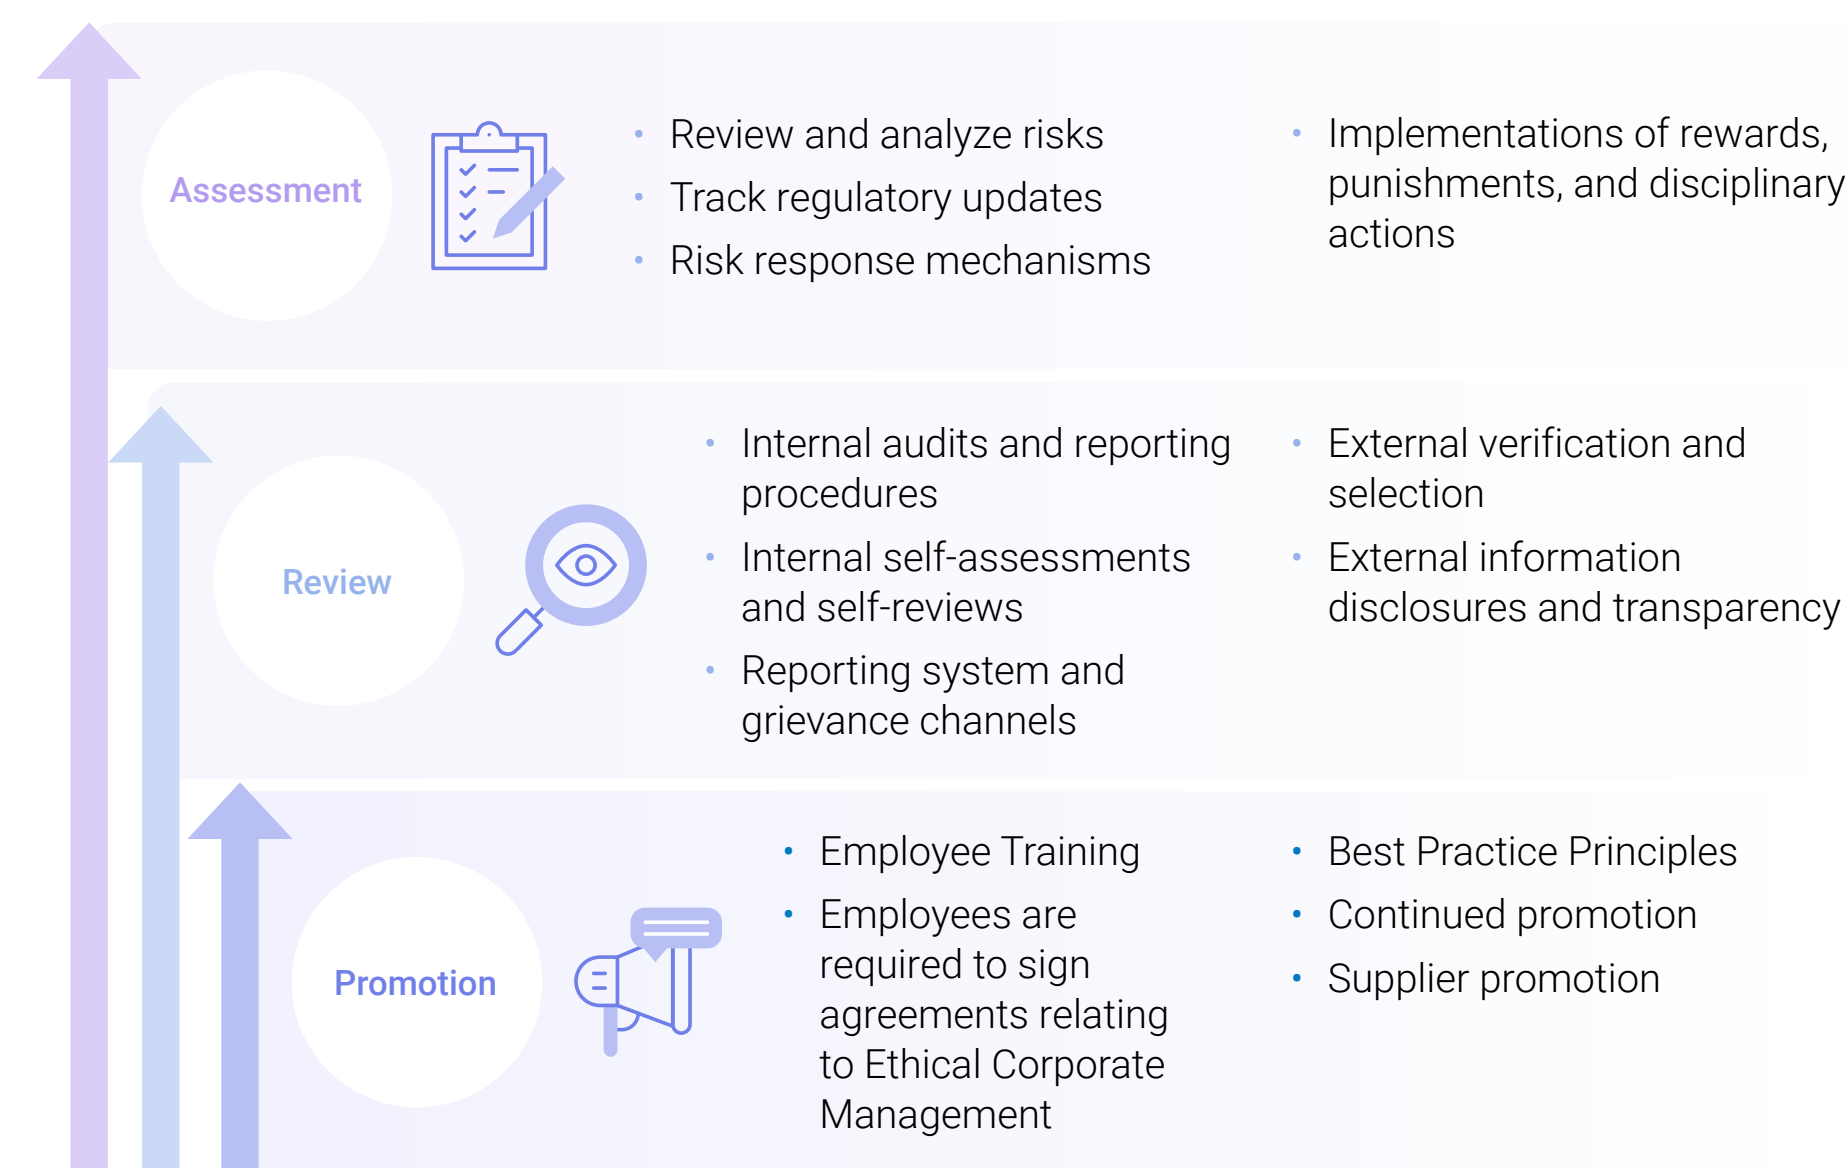 Assessment
Review and analyze risks
Track regulatory updates
Risk response mechanisms
Implementations of rewards,
punishments, and disciplinary
actions
Review
Internal audits and reporting
procedures
Internal self-assessments
and self-reviews
Reporting system and
grievance channels
External verification and
selection
External information
disclosures and transparency
Promotion
Employee Training
Employees are
required to sign
agreements relating
to Ethical Corporate
Management
Best Practice Principles
Continued promotion
Supplier promotion